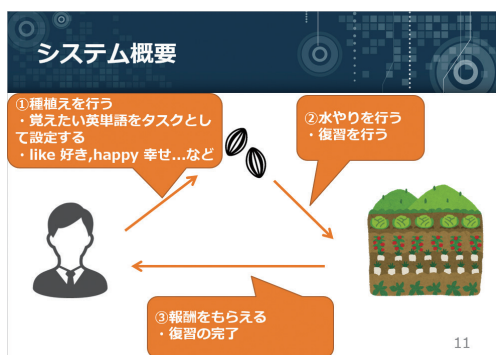 システム概要
①種植えを行う
・覚えたい英単語をタスクとし
て設定する
・like 好き,happy 幸せ…など
②水やりを行う
・復習を行う
③報酬をもらえる
・復習の完了
11